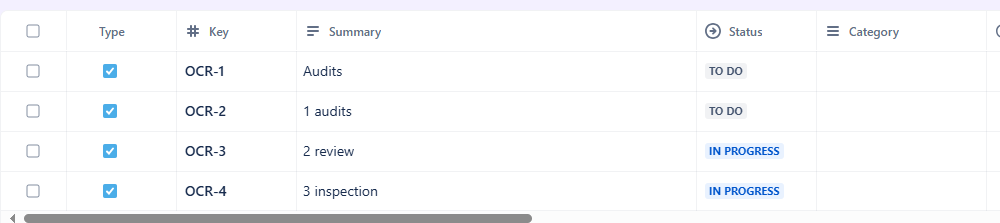 Type Key Summary Status Category
OCR-1 Audits TO DO
OCR-2 1 audits TO DO
OCR-3 2 review IN PROGRESS
OCR-4 3 inspection IN PROGRESS